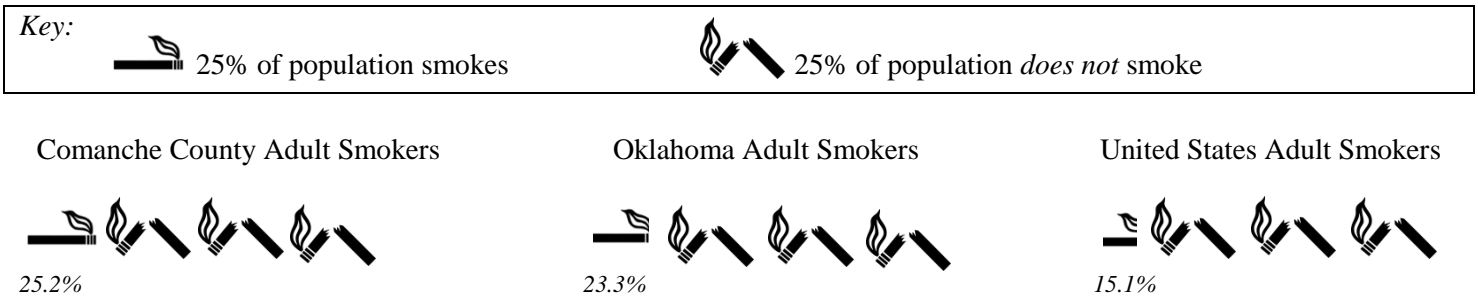 Key:
25% of population smokes 25% of population does not smoke
Comanche County Adult Smokers Oklahoma Adult Smokers United States Adult Smokers
25.2% 23.3% 15.1%